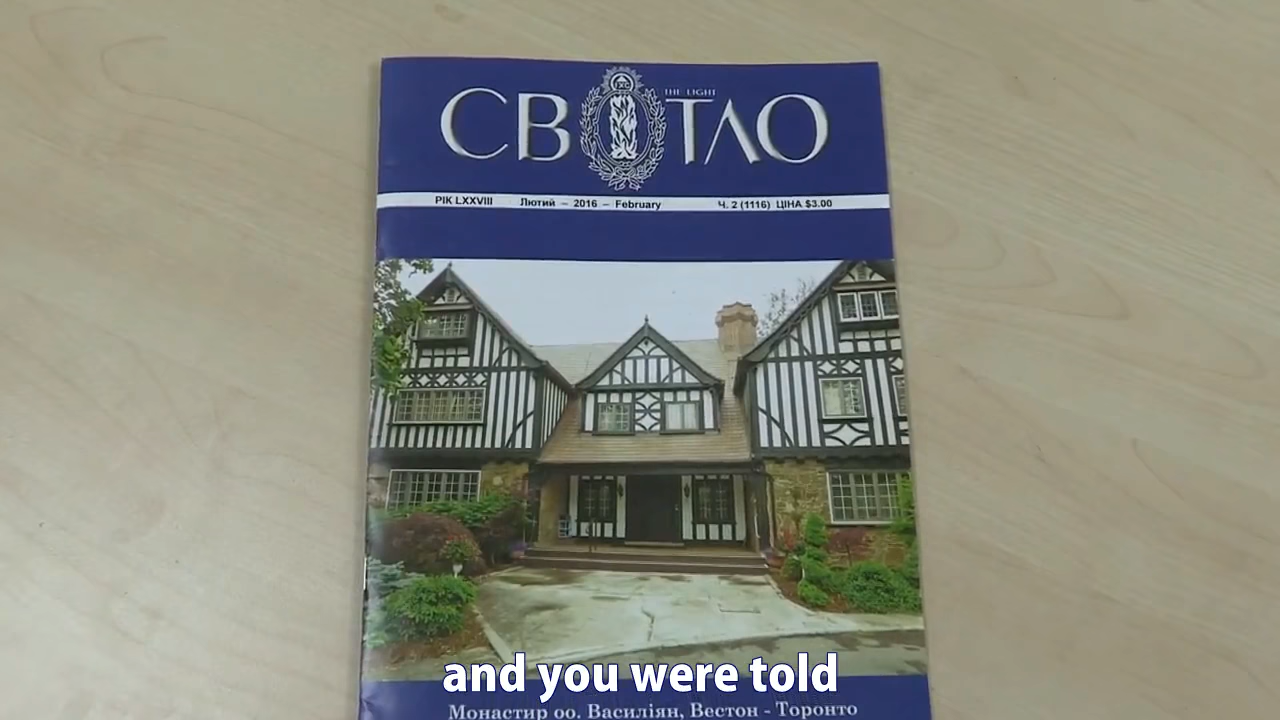 THE LIGHT
СВІТЛО
РІК LXXVIII Лютий – 2016 – February Ч. 2 (1116) ЦІНА $3.00
and you were told
Монастир оо. Василіян, Вестон - Торонто